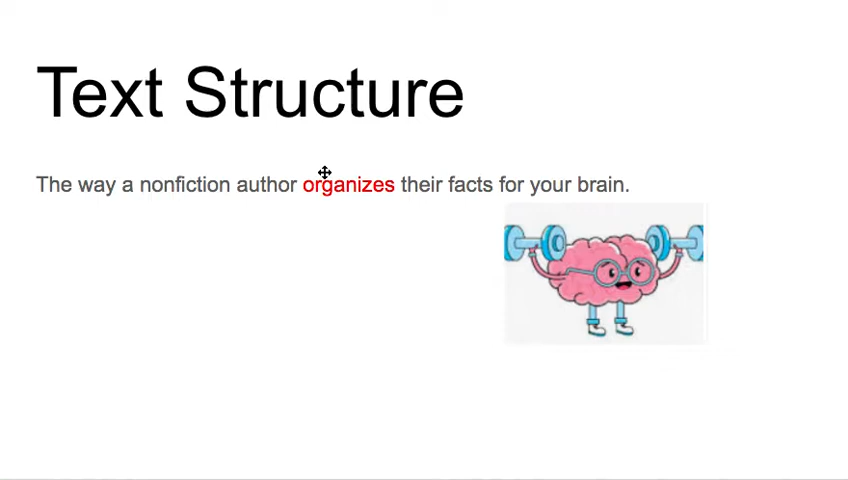 Text Structure
The way a nonfiction author organizes their facts for your brain.